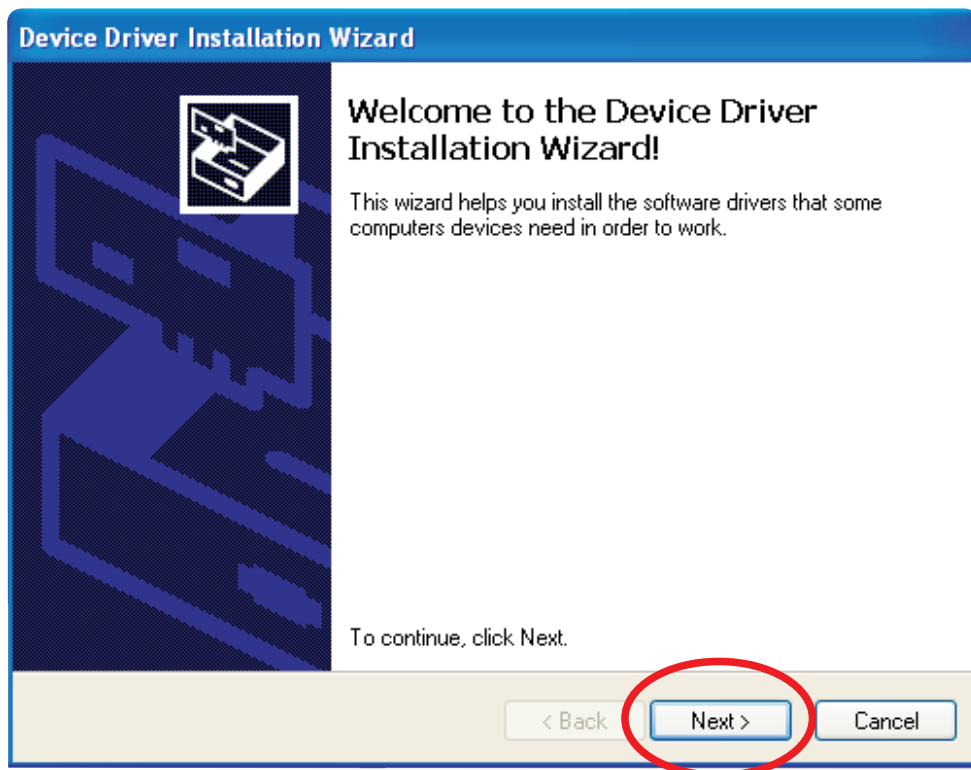 Device Driver Installation Wizard
Welcome to the Device Driver
Installation Wizard!
This wizard helps you install the software drivers that some
computers devices need in order to work.
To continue, click Next.
< Back
Next >
Cancel